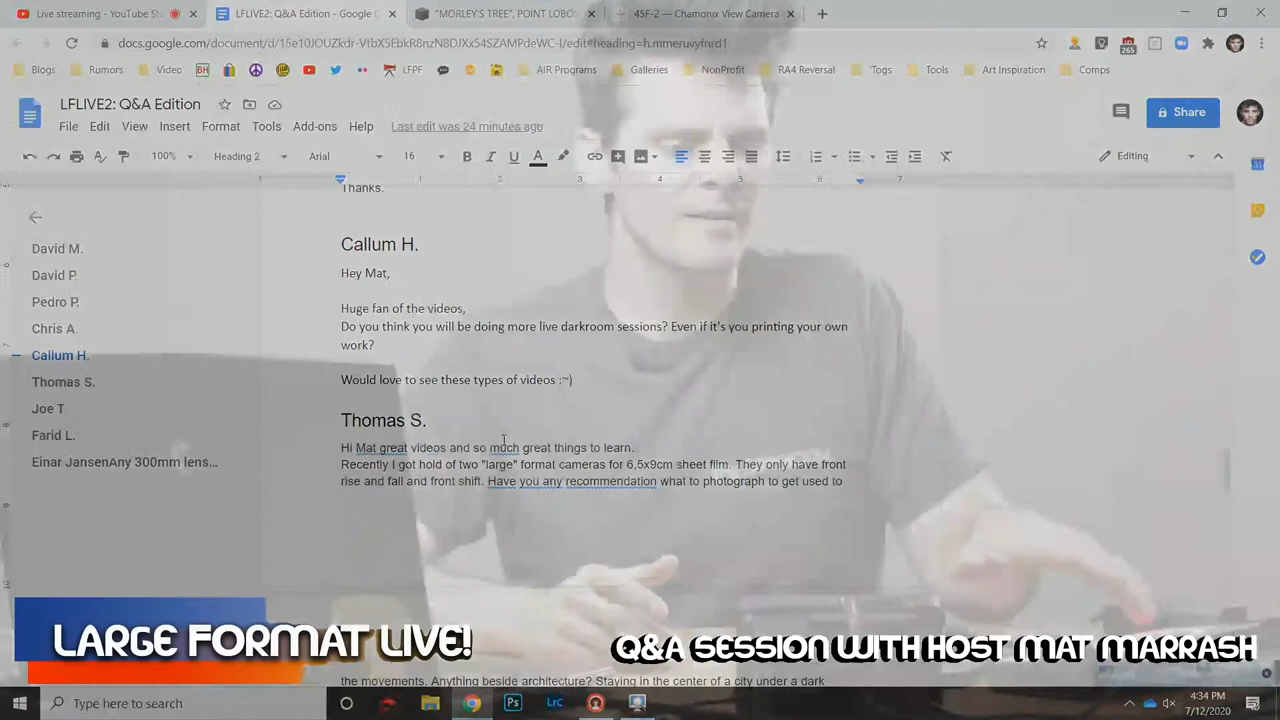 Live streaming - YouTube St
LFLIVE2: Q&A Edition - Google D
"MORLEY'S TREE", POINT LOBOS
45F-2 — Chamonix View Camera
Blogs
Rumors
Video
LFPF
AIR Programs
Galleries
NonProfit
RA4 Reversal
'Togs
Tools
Art Inspiration
Comps
LFLIVE2: Q&A Edition
Share
File
Edit
View
Insert
Format
Tools
Add-ons
Help
Last edit was 24 minutes ago
100%
Heading 2
Arial
16
Editing
Thanks.
David M.
David P.
Pedro P.
Chris A.
Callum H.
Thomas S.
Joe T
Farid L.
Einar JansenAny 300mm lens...
Callum H.
Hey Mat,
Huge fan of the videos,
Do you think you will be doing more live darkroom sessions? Even if it's you printing your own
work?
Would love to see these types of videos :~)
Thomas S.
Hi Mat great videos and so much great things to learn.
Recently I got hold of two "large" format cameras for 6,5x9cm sheet film. They only have front
rise and fall and front shift. Have you any recommendation what to photograph to get used to
LARGE FORMAT LIVE!
Q&A SESSION WITH HOST MAT MARRASH
the movements. Anything beside architecture? Staying in the center of a city under a dark
Type here to search
4:34 PM
7/12/2020